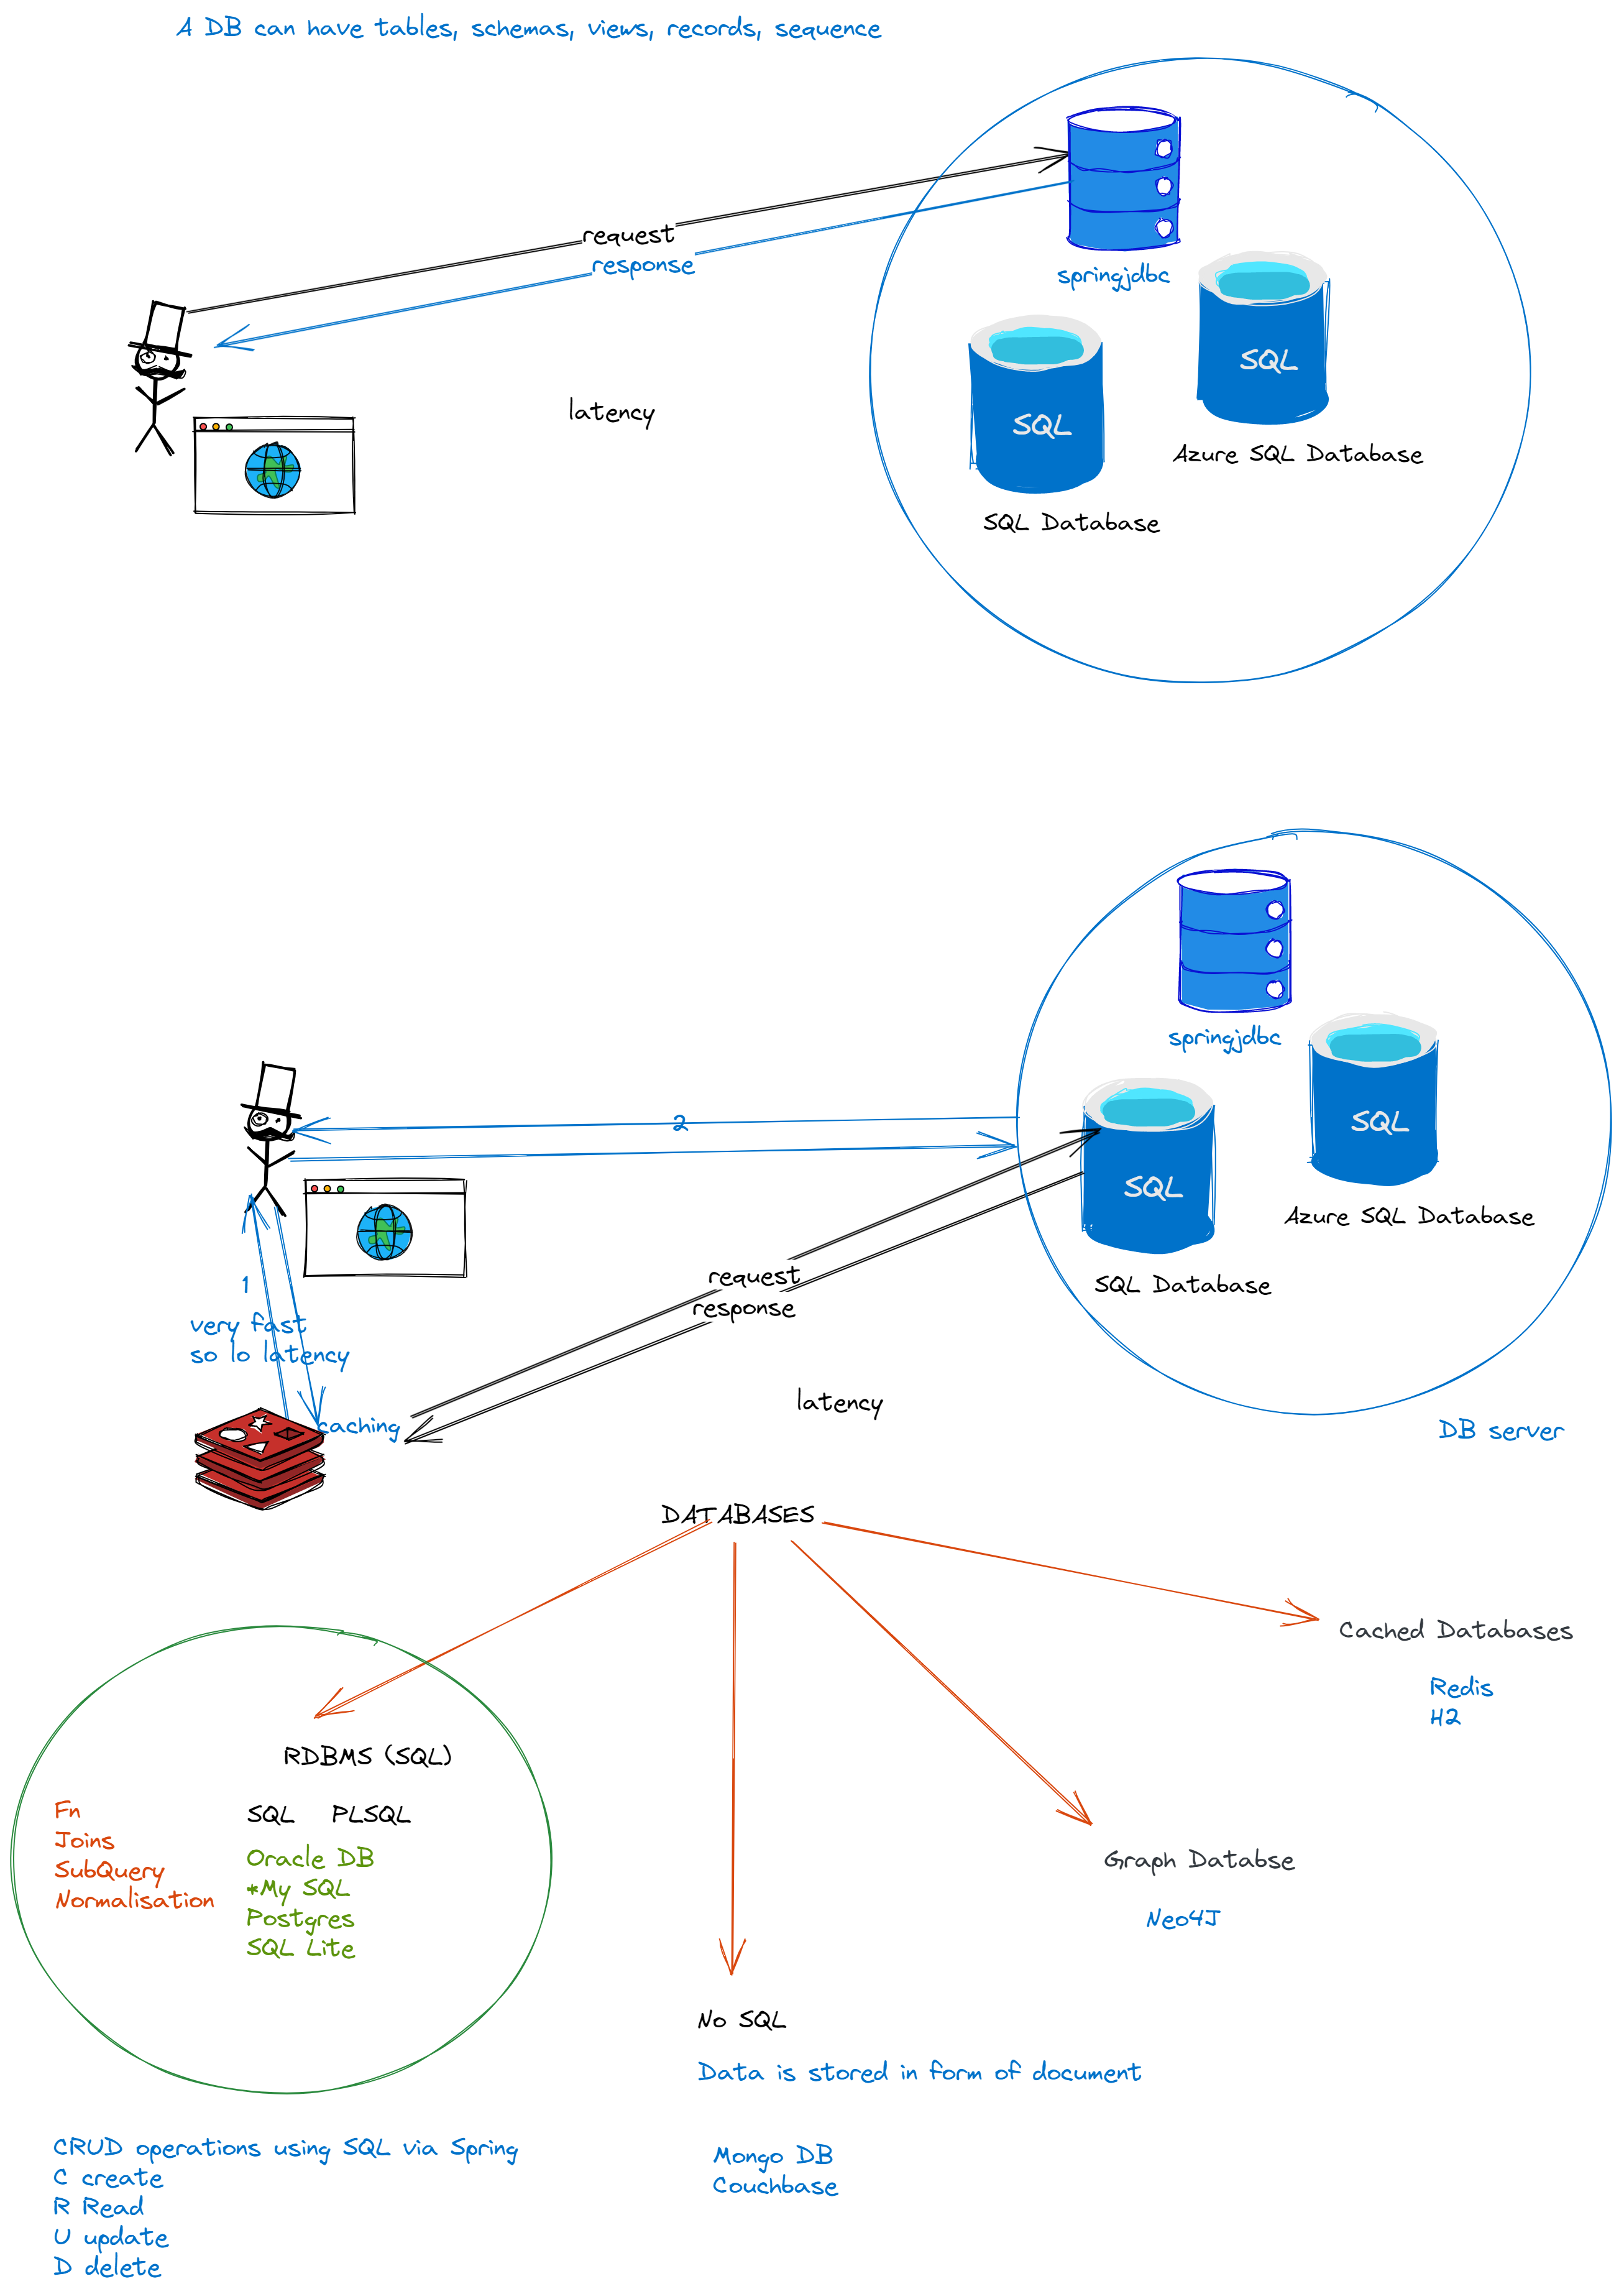 A DB can have tables, schemas, views, records, sequence
request
response
springjdbc
SQL
SQL
latency
Azure SQL Database
SQL Database
springjdbc
2
SQL
SQL
Azure SQL Database
request
SQL Database
1
response
very fast
so lo latency
latency
caching
DB server
DATABASES
Cached Databases
Redis
H2
RDBMS (SQL)
SQL PLSQL
Fn
Joins
SubQuery
Normalisation
Oracle DB
*My SQL
Postgres
SQL Lite
Graph Databse
Neo4J
No SQL
Data is stored in form of document
Mongo DB
Couchbase
CRUD operations using SQL via Spring
C create
R Read
U update
D delete